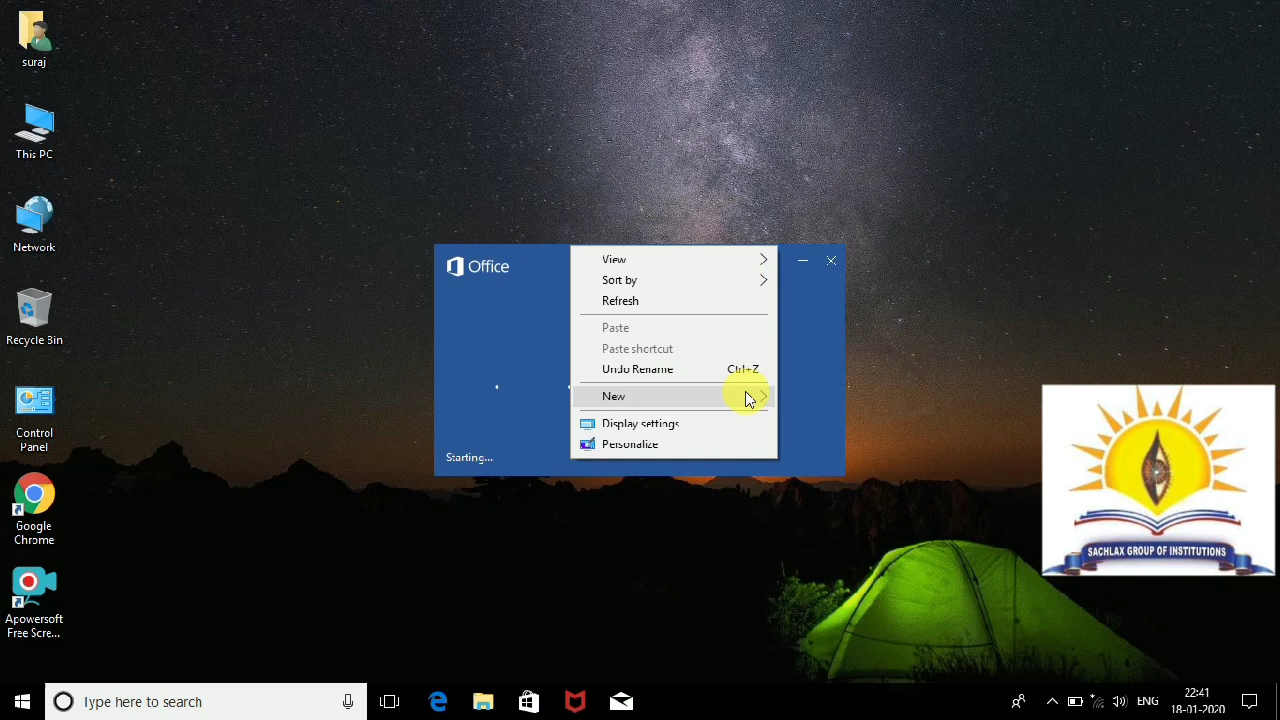 suraj
This PC
Network
Recycle Bin
Control
Panel
Google
Chrome
Apowersoft
Free Scre...
Office
Starting...
View
Sort by
Refresh
Paste
Paste shortcut
Undo Rename Ctrl+Z
New
Display settings
Personalize
SACHLAX GROUP OF INSTITUTIONS
Type here to search
ENG
22:41
18-01-2020